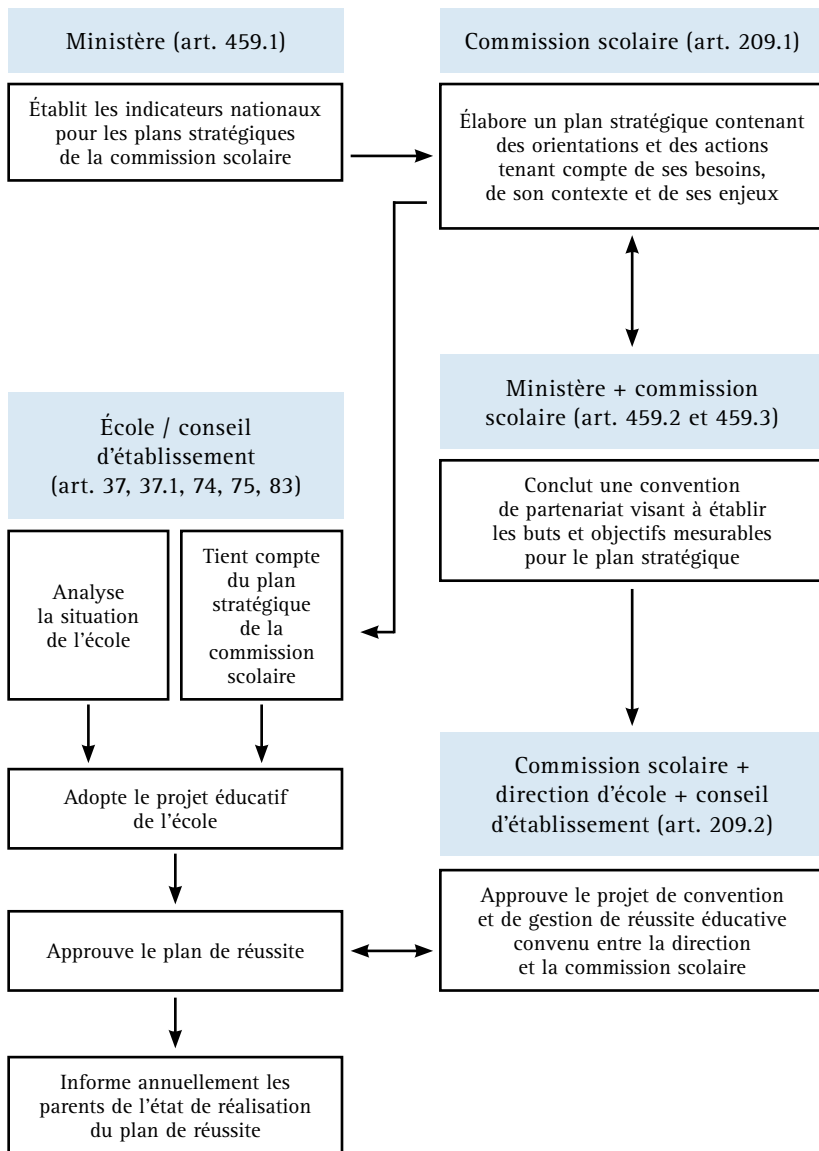 Ministère (art. 459.1)
Établit les indicateurs nationaux
pour les plans stratégiques
de la commission scolaire
Commission scolaire (art. 209.1)
Élabore un plan stratégique contenant
des orientations et des actions
tenant compte de ses besoins,
de son contexte et de ses enjeux
Ministère + commission
scolaire (art. 459.2 et 459.3)
Conclut une convention
de partenariat visant à établir
les buts et objectifs mesurables
pour le plan stratégique
École / conseil
d'établissement
(art. 37, 37.1, 74, 75, 83)
Analyse
la situation
de l'école
Tient compte
du plan
stratégique
de la
commission
scolaire
Adopte le projet éducatif
de l'école
Commission scolaire +
direction d'école + conseil
d'établissement (art. 209.2)
Approuve le projet de convention
et de gestion de réussite éducative
convenu entre la direction
et la commission scolaire
Approuve le plan de réussite
Informe annuellement les
parents de l'état de réalisation
du plan de réussite